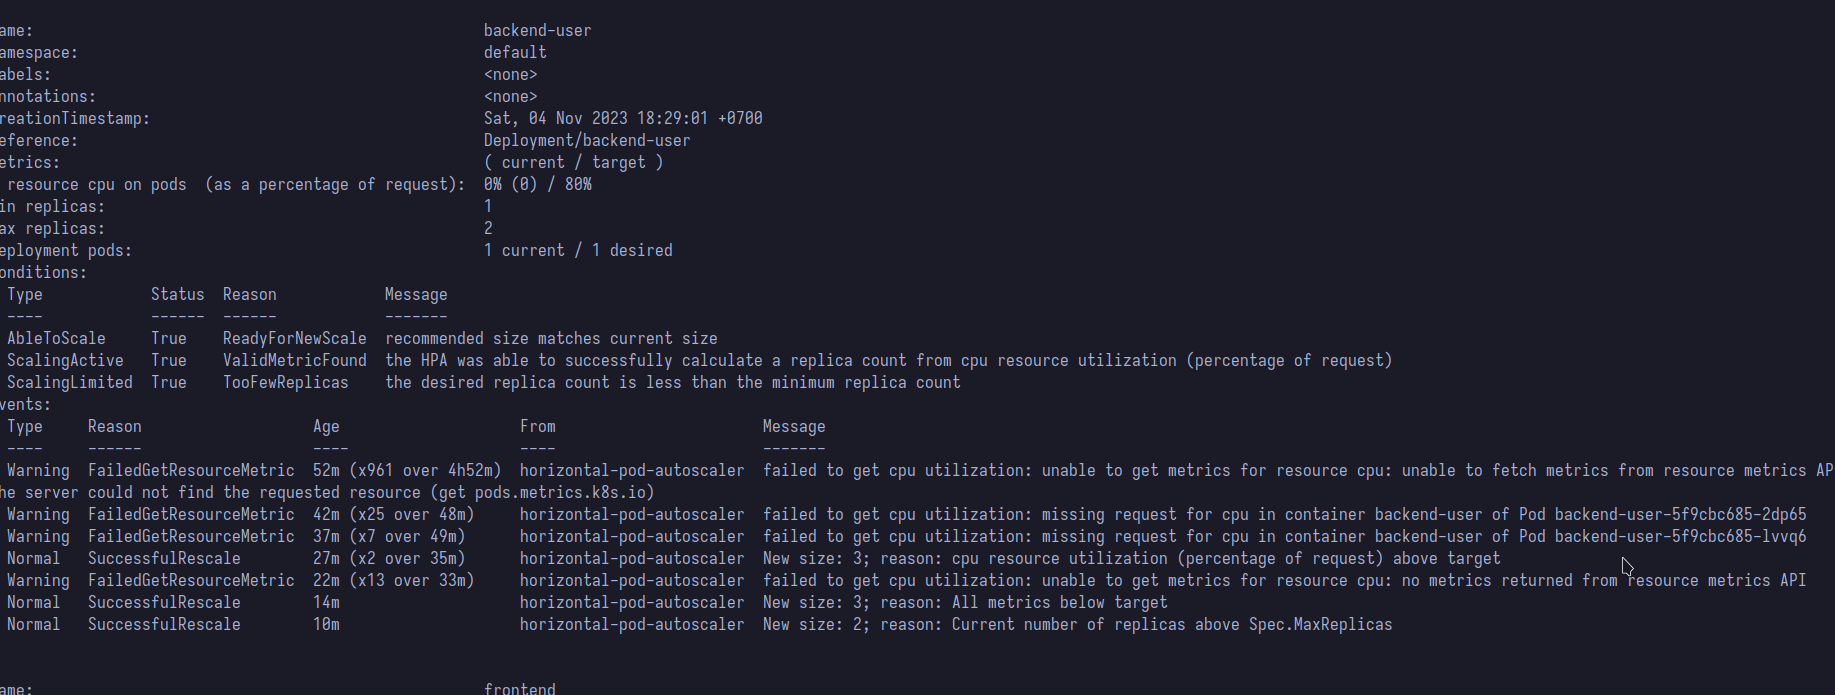 ame:                                                 backend-user
amespace:                                            default
abels:                                               <none>
nnotations:                                          <none>
reationTimestamp:                                    Sat, 04 Nov 2023 18:29:01 +0700
eference:                                            Deployment/backend-user
etrics:                                              ( current / target )
 resource cpu on pods  (as a percentage of request):  0% (0) / 80%
in replicas:                                         1
ax replicas:                                         2
eployment pods:                                      1 current / 1 desired
onditions:
 Type            Status  Reason            Message
 ----            ------  ------            -------
 AbleToScale     True    ReadyForNewScale  recommended size matches current size
 ScalingActive   True    ValidMetricFound  the HPA was able to successfully calculate a replica count from cpu resource utilization (percentage of request)
 ScalingLimited  True    TooFewReplicas    the desired replica count is less than the minimum replica count
vents:
 Type     Reason                   Age                    From                       Message
 ----     ------                   ----                   ----                       -------
 Warning  FailedGetResourceMetric  52m (x961 over 4h52m)  horizontal-pod-autoscaler  failed to get cpu utilization: unable to get metrics for resource cpu: unable to fetch metrics from resource metrics AP
he server could not find the requested resource (get pods.metrics.k8s.io)
 Warning  FailedGetResourceMetric  42m (x25 over 48m)     horizontal-pod-autoscaler  failed to get cpu utilization: missing request for cpu in container backend-user of Pod backend-user-5f9cbc685-2dp65
 Warning  FailedGetResourceMetric  37m (x7 over 49m)      horizontal-pod-autoscaler  failed to get cpu utilization: missing request for cpu in container backend-user of Pod backend-user-5f9cbc685-lvvq6
 Normal   SuccessfulRescale        27m (x2 over 35m)      horizontal-pod-autoscaler  New size: 3; reason: cpu resource utilization (percentage of request) above target
 Warning  FailedGetResourceMetric  22m (x13 over 33m)     horizontal-pod-autoscaler  failed to get cpu utilization: unable to get metrics for resource cpu: no metrics returned from resource metrics API
 Normal   SuccessfulRescale        14m                    horizontal-pod-autoscaler  New size: 3; reason: All metrics below target
 Normal   SuccessfulRescale        10m                    horizontal-pod-autoscaler  New size: 2; reason: Current number of replicas above Spec.MaxReplicas
ame:                                                 frontend